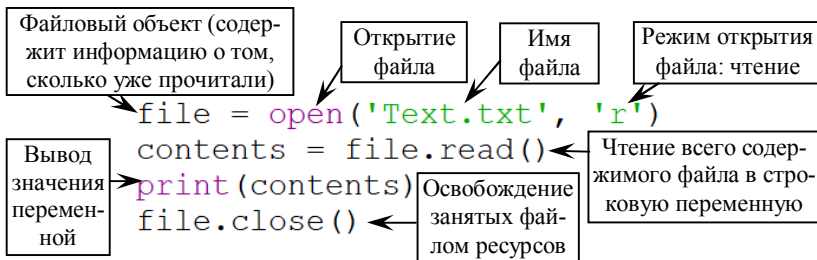 Файловый объект (содер-
жит информацию о том,
сколько уже прочитали)
Открытие
файла
Имя
файла
Режим открытия
файла: чтение
file = open('Text.txt', 'r')
contents = file.read()
print(contents)
file.close()
Вывод
значения
перемен-
ной
Чтение всего содер-
жимого файла в стро-
ковую переменную
Освобождение
занятых фай-
лом ресурсов